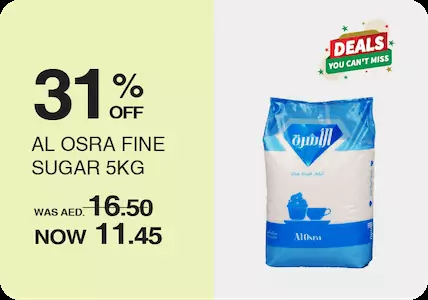 31% OFF
AL OSRA FINE
SUGAR 5KG
WAS AED. 16.50
NOW 11.45
DEALS
YOU CAN'T MISS
الأسرة
AlOsra